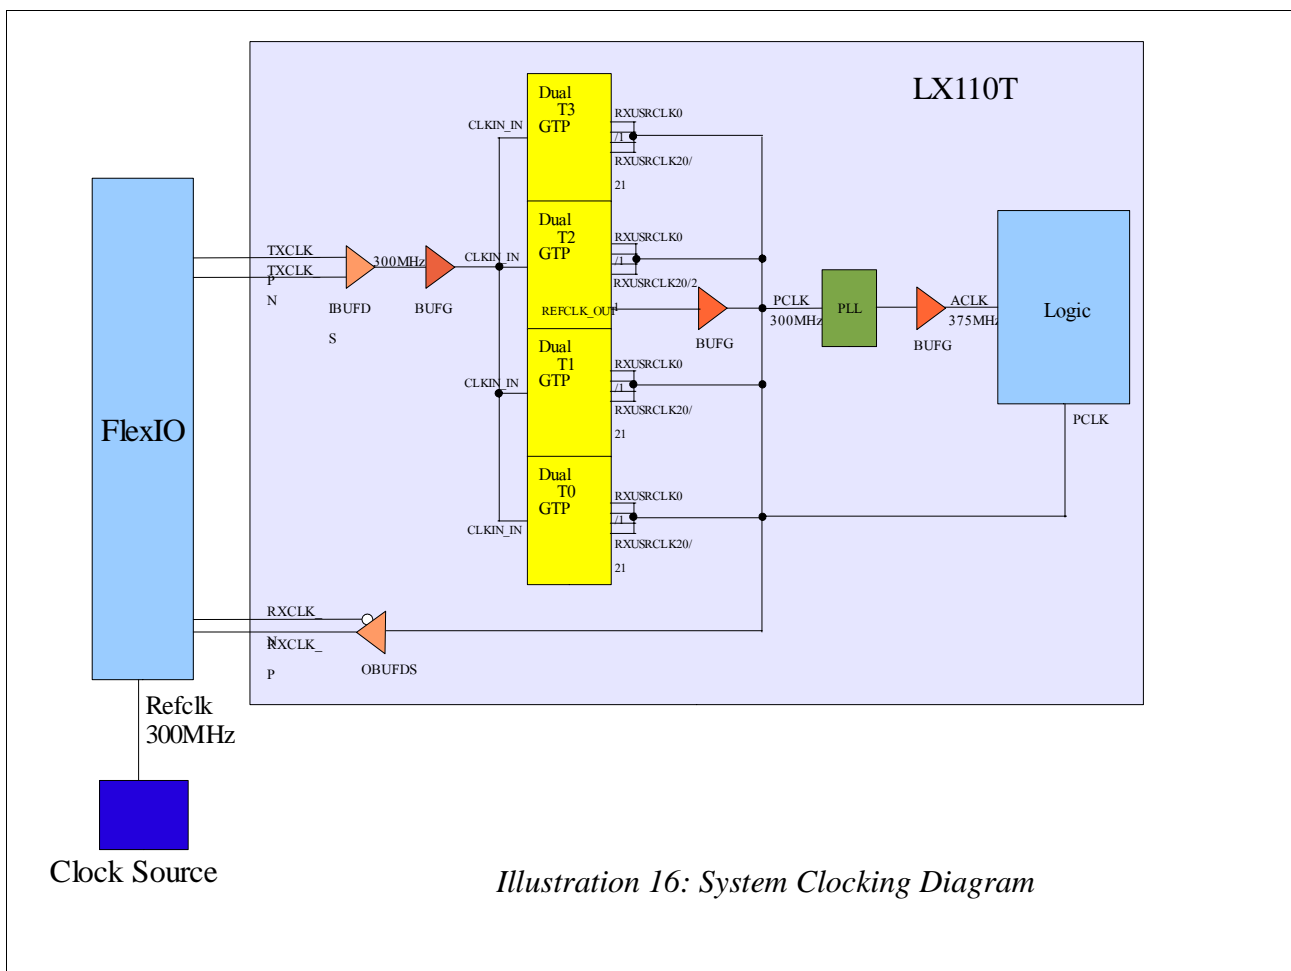 LX110T
Dual
T3
GTP
CLKIN_IN
RXUSRCLK0
/1
RXUSRCLK20/
21
Dual
T2
GTP
CLKIN_IN
RXUSRCLK0
/1
RXUSRCLK20/2
1
REFCLK_OUT
TXCLK_
P
TXCLK_
N
300MHz
IBUFD
S
BUFG
BUFG
PCLK
300MHz
PLL
BUFG
ACLK
375MHz
Logic
PCLK
Dual
T1
GTP
CLKIN_IN
RXUSRCLK0
/1
RXUSRCLK20/
21
Dual
T0
GTP
CLKIN_IN
RXUSRCLK0
/1
RXUSRCLK20/
21
FlexIO
RXCLK_
N
RXCLK_
P
OBUFDS
Refclk
300MHz
Clock Source
Illustration 16: System Clocking Diagram